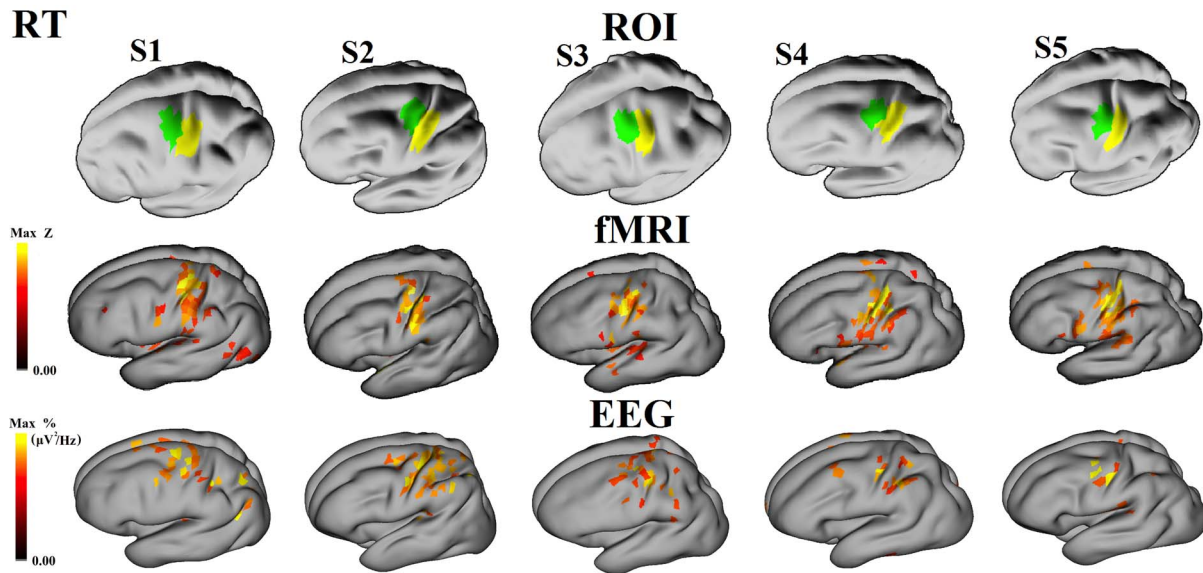 RT
ROI
S1
S2
S3
S4
S5
fMRI
Max Z
0.00
EEG
Max %
(µV²/Hz)
0.00